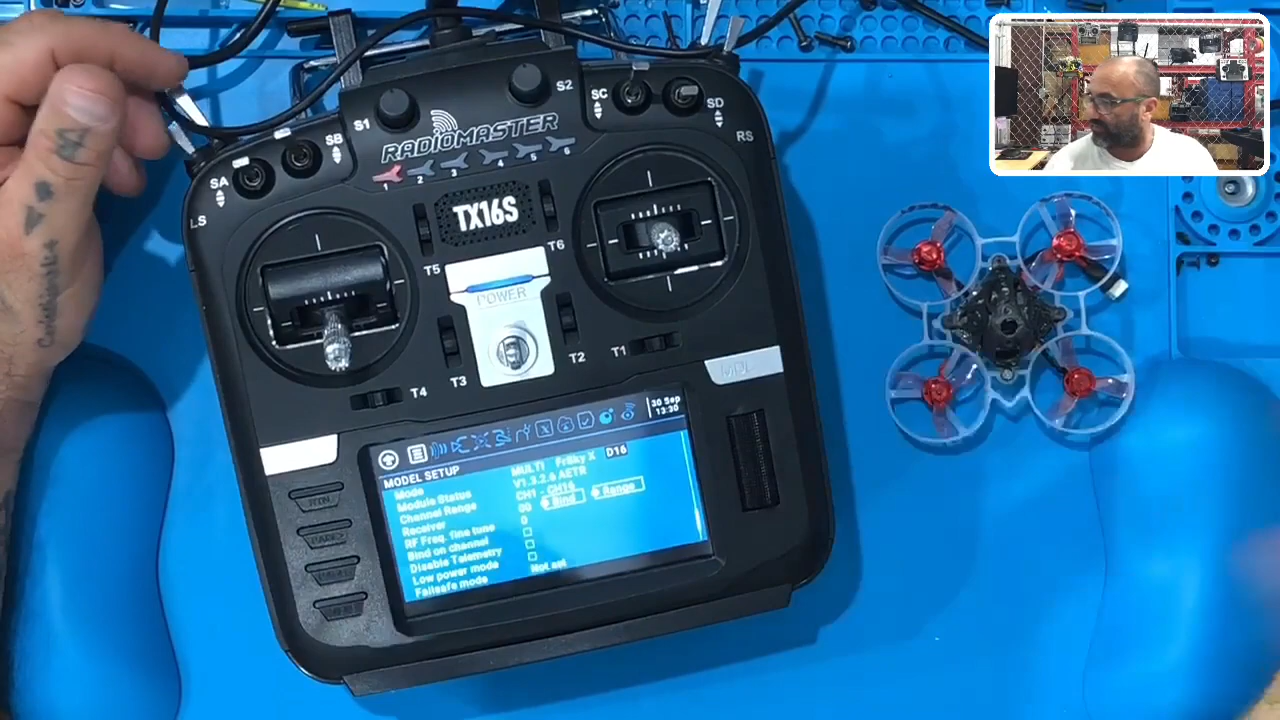 S1
S2
SC
SD
RS
SB
SA
LS
RADIOMASTER
1 2 3 4 5 6
TX16S
T5
T6
POWER
T3
T2
T1
T4
MDL
30 Sep
13:30
MODEL SETUP
Mode MULTI FrSky X D16
Module Status V1.3.2.6 AETR
Channel Range CH1 - CH16
Receiver 00 Bind Range
RF Freq. fine tune 0
Bind on channel
Disable Telemetry
Low power mode
Failsafe mode Not set